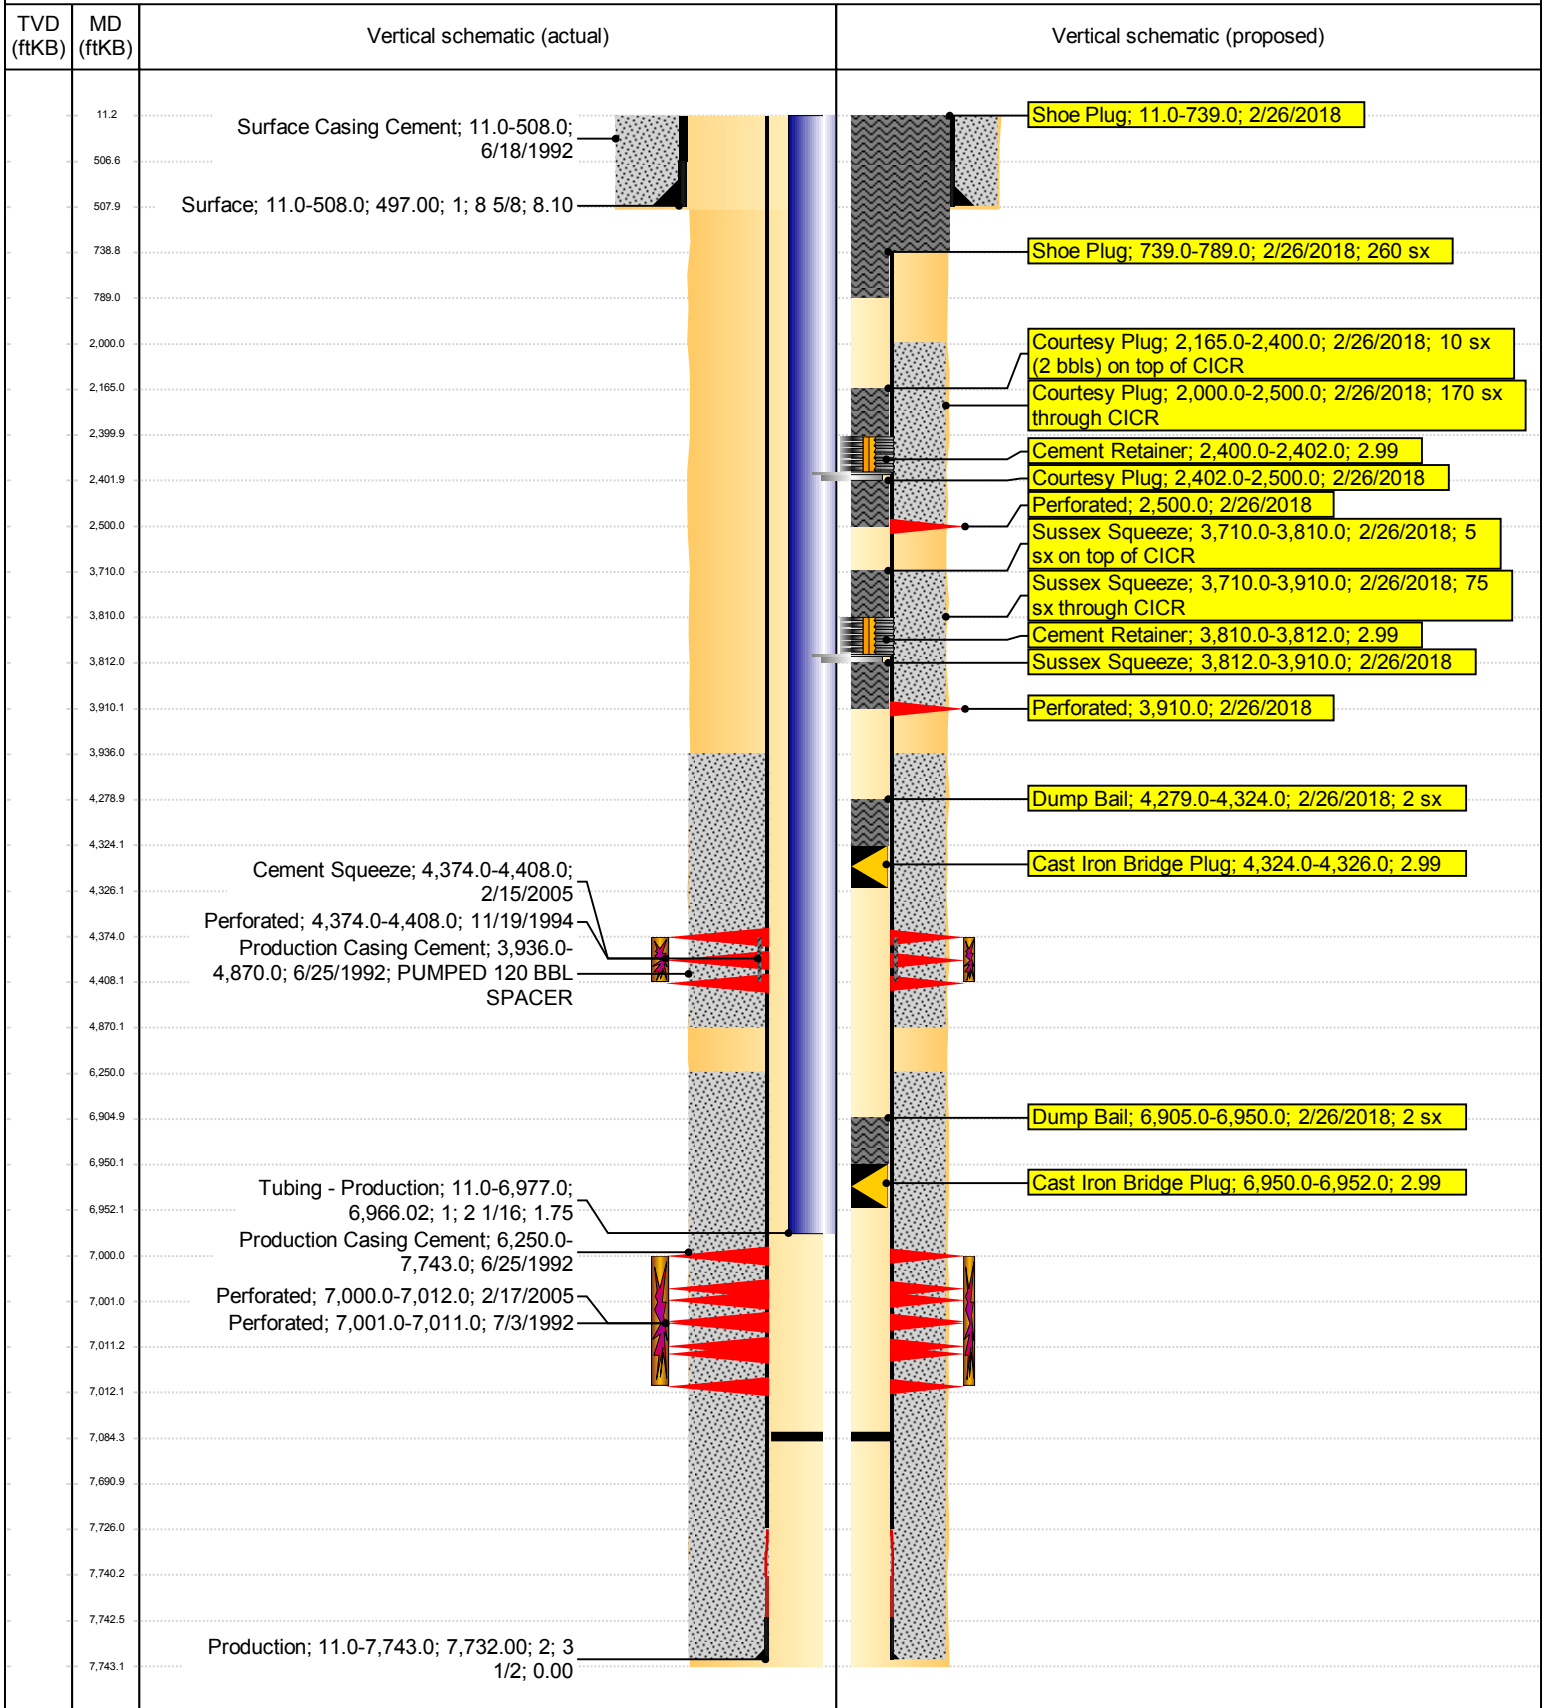 TVD
(ftKB)
MD
(ftKB)
Vertical schematic (actual)
Vertical schematic (proposed)
11.2
506.6
507.9
738.8
789.0
2,000.0
2,165.0
2,399.9
2,401.9
2,500.0
3,710.0
3,810.0
3,812.0
3,910.1
3,936.0
4,278.9
4,324.1
4,326.1
4,374.0
4,408.1
4,870.1
6,250.0
6,904.9
6,950.1
6,952.1
7,000.0
7,001.0
7,011.2
7,012.1
7,084.3
7,690.9
7,726.0
7,740.2
7,742.5
7,743.1
Surface Casing Cement; 11.0-508.0;
6/18/1992
Surface; 11.0-508.0; 497.00; 1; 8 5/8; 8.10
Cement Squeeze; 4,374.0-4,408.0;
2/15/2005
Perforated; 4,374.0-4,408.0; 11/19/1994
Production Casing Cement; 3,936.0-
4,870.0; 6/25/1992; PUMPED 120 BBL
SPACER
Tubing - Production; 11.0-6,977.0;
6,966.02; 1; 2 1/16; 1.75
Production Casing Cement; 6,250.0-
7,743.0; 6/25/1992
Perforated; 7,000.0-7,012.0; 2/17/2005
Perforated; 7,001.0-7,011.0; 7/3/1992
Production; 11.0-7,743.0; 7,732.00; 2; 3
1/2; 0.00
Shoe Plug; 11.0-739.0; 2/26/2018
Shoe Plug; 739.0-789.0; 2/26/2018; 260 sx
Courtesy Plug; 2,165.0-2,400.0; 2/26/2018; 10 sx
(2 bbls) on top of CICR
Courtesy Plug; 2,000.0-2,500.0; 2/26/2018; 170 sx
through CICR
Cement Retainer; 2,400.0-2,402.0; 2.99
Courtesy Plug; 2,402.0-2,500.0; 2/26/2018
Perforated; 2,500.0; 2/26/2018
Sussex Squeeze; 3,710.0-3,810.0; 2/26/2018; 5
sx on top of CICR
Sussex Squeeze; 3,710.0-3,910.0; 2/26/2018; 75
sx through CICR
Cement Retainer; 3,810.0-3,812.0; 2.99
Sussex Squeeze; 3,812.0-3,910.0; 2/26/2018
Perforated; 3,910.0; 2/26/2018
Dump Bail; 4,279.0-4,324.0; 2/26/2018; 2 sx
Cast Iron Bridge Plug; 4,324.0-4,326.0; 2.99
Dump Bail; 6,905.0-6,950.0; 2/26/2018; 2 sx
Cast Iron Bridge Plug; 6,950.0-6,952.0; 2.99